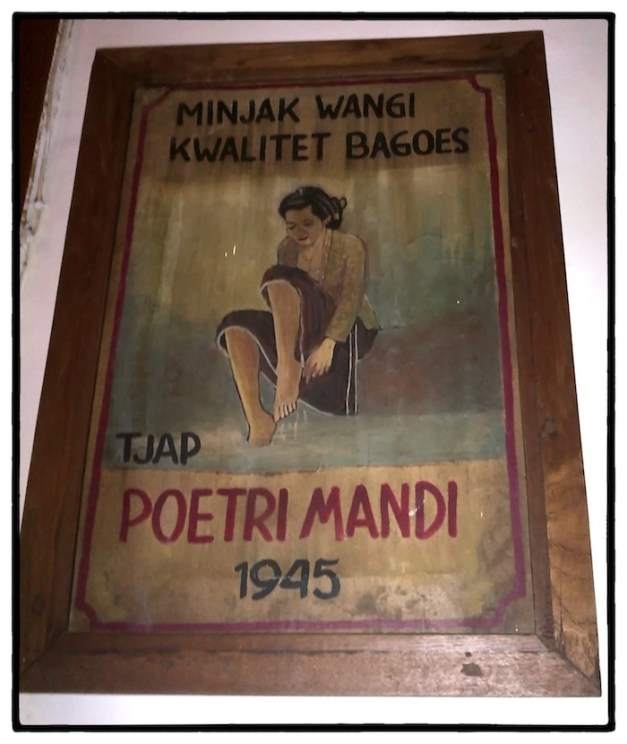 MINJAK WANGI
KWALITET BAGOES
TJAP
POETRI MANDI
1945